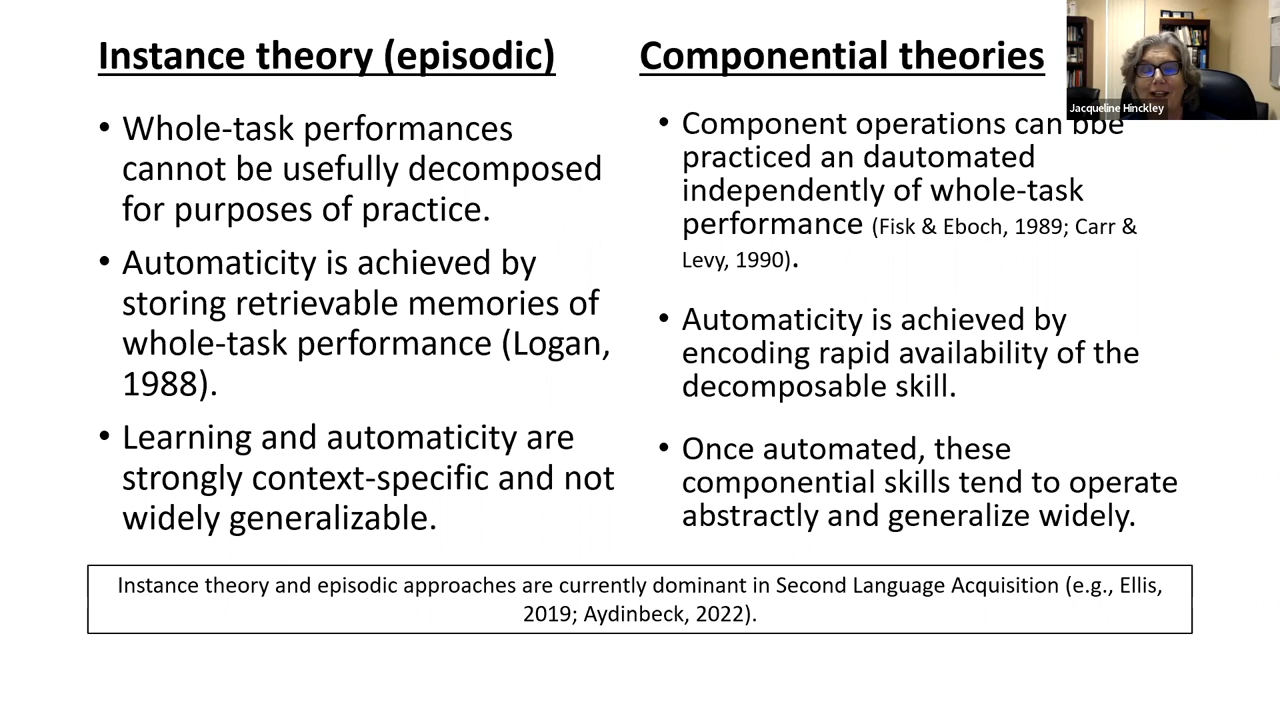 Instance theory (episodic)
• Whole-task performances
cannot be usefully decomposed
for purposes of practice.
• Automaticity is achieved by
storing retrievable memories of
whole-task performance (Logan,
1988).
• Learning and automaticity are
strongly context-specific and not
widely generalizable.
Componential theories
• Component operations can bbe
practiced an dautomated
independently of whole-task
performance (Fisk & Eboch, 1989; Carr &
Levy, 1990).
• Automaticity is achieved by
encoding rapid availability of the
decomposable skill.
• Once automated, these
componential skills tend to operate
abstractly and generalize widely.
Instance theory and episodic approaches are currently dominant in Second Language Acquisition (e.g., Ellis,
2019; Aydinbeck, 2022).
Jacqueline Hinckley